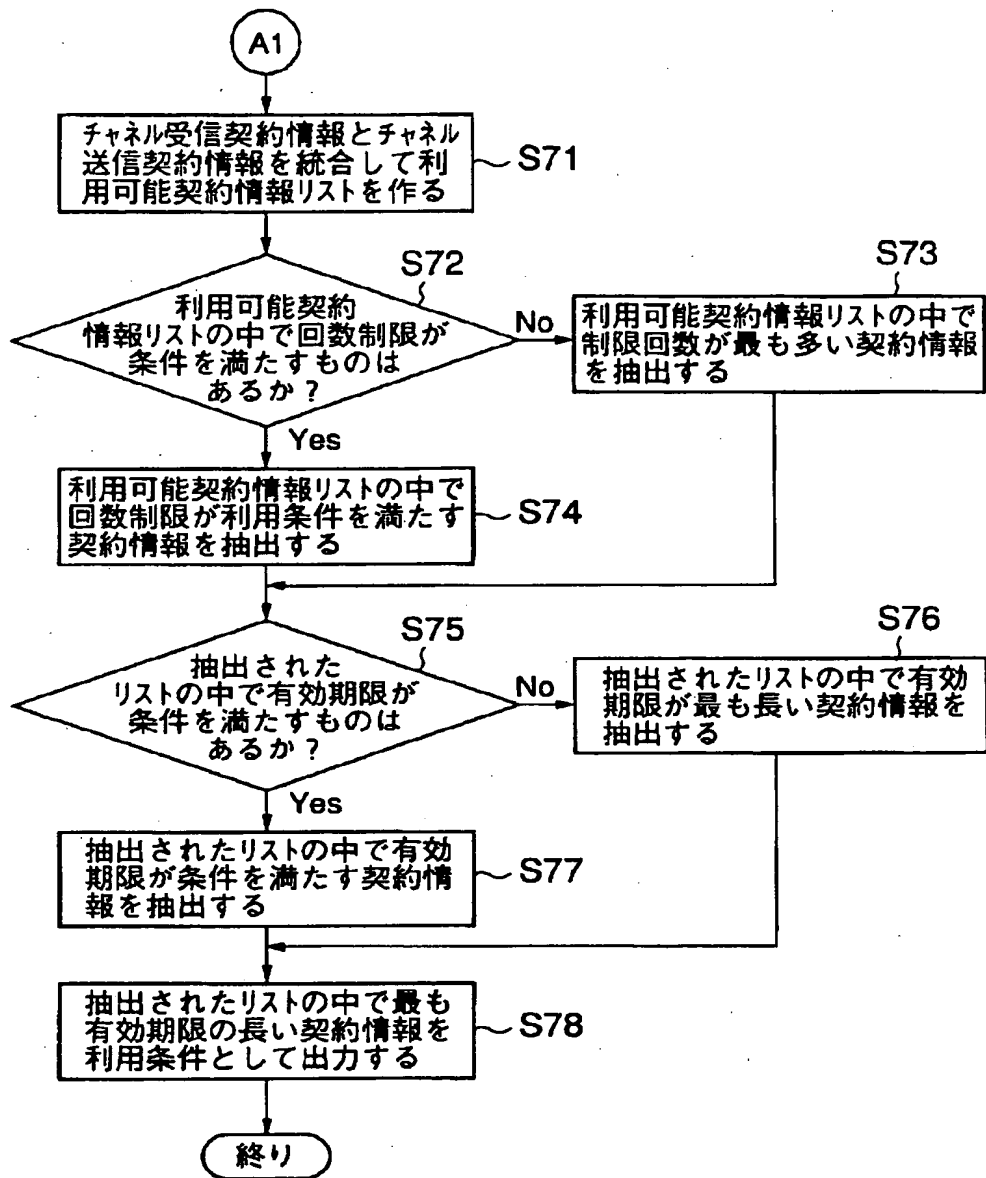 A1
チャネル受信契約情報とチャネル
送信契約情報を統合して利
用可能契約情報リストを作る
S71
S72
利用可能契約
情報リストの中で回数制限が
条件を満たすものは
あるか？
No
S73
利用可能契約情報リストの中で
制限回数が最も多い契約情報
を抽出する
Yes
利用可能契約情報リストの中で
回数制限が利用条件を満たす
契約情報を抽出する
S74
S75
抽出された
リストの中で有効期限が
条件を満たすものは
あるか？
No
S76
抽出されたリストの中で有効
期限が最も長い契約情報を
抽出する
Yes
抽出されたリストの中で有効
期限が条件を満たす契約情
報を抽出する
S77
抽出されたリストの中で最も
有効期限の長い契約情報を
利用条件として出力する
S78
終り